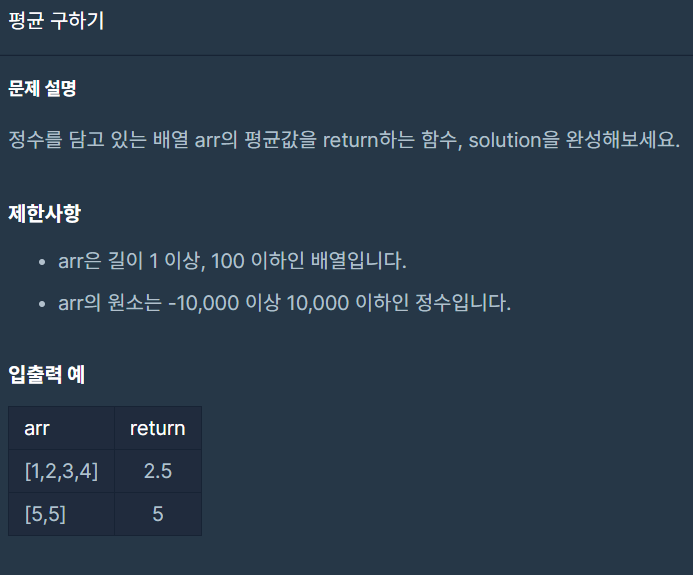 평균 구하기
문제 설명
정수를 담고 있는 배열 arr의 평균값을 return하는 함수, solution을 완성해보세요.
제한사항
• arr은 길이 1 이상, 100 이하인 배열입니다.
• arr의 원소는 -10,000 이상 10,000 이하인 정수입니다.
입출력 예
arr return
[1,2,3,4] 2.5
[5,5] 5